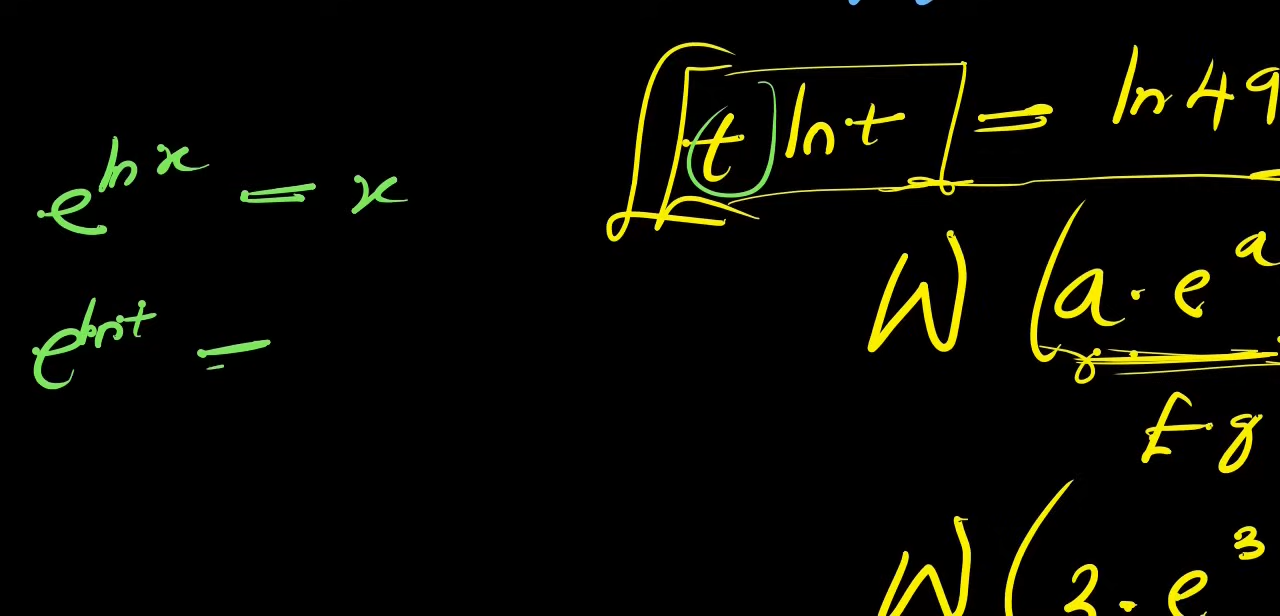 t ln t = ln 49
e^{ln x} = x
W (a · e^a
e^{ln t} =
E·g
W (3 · e^3